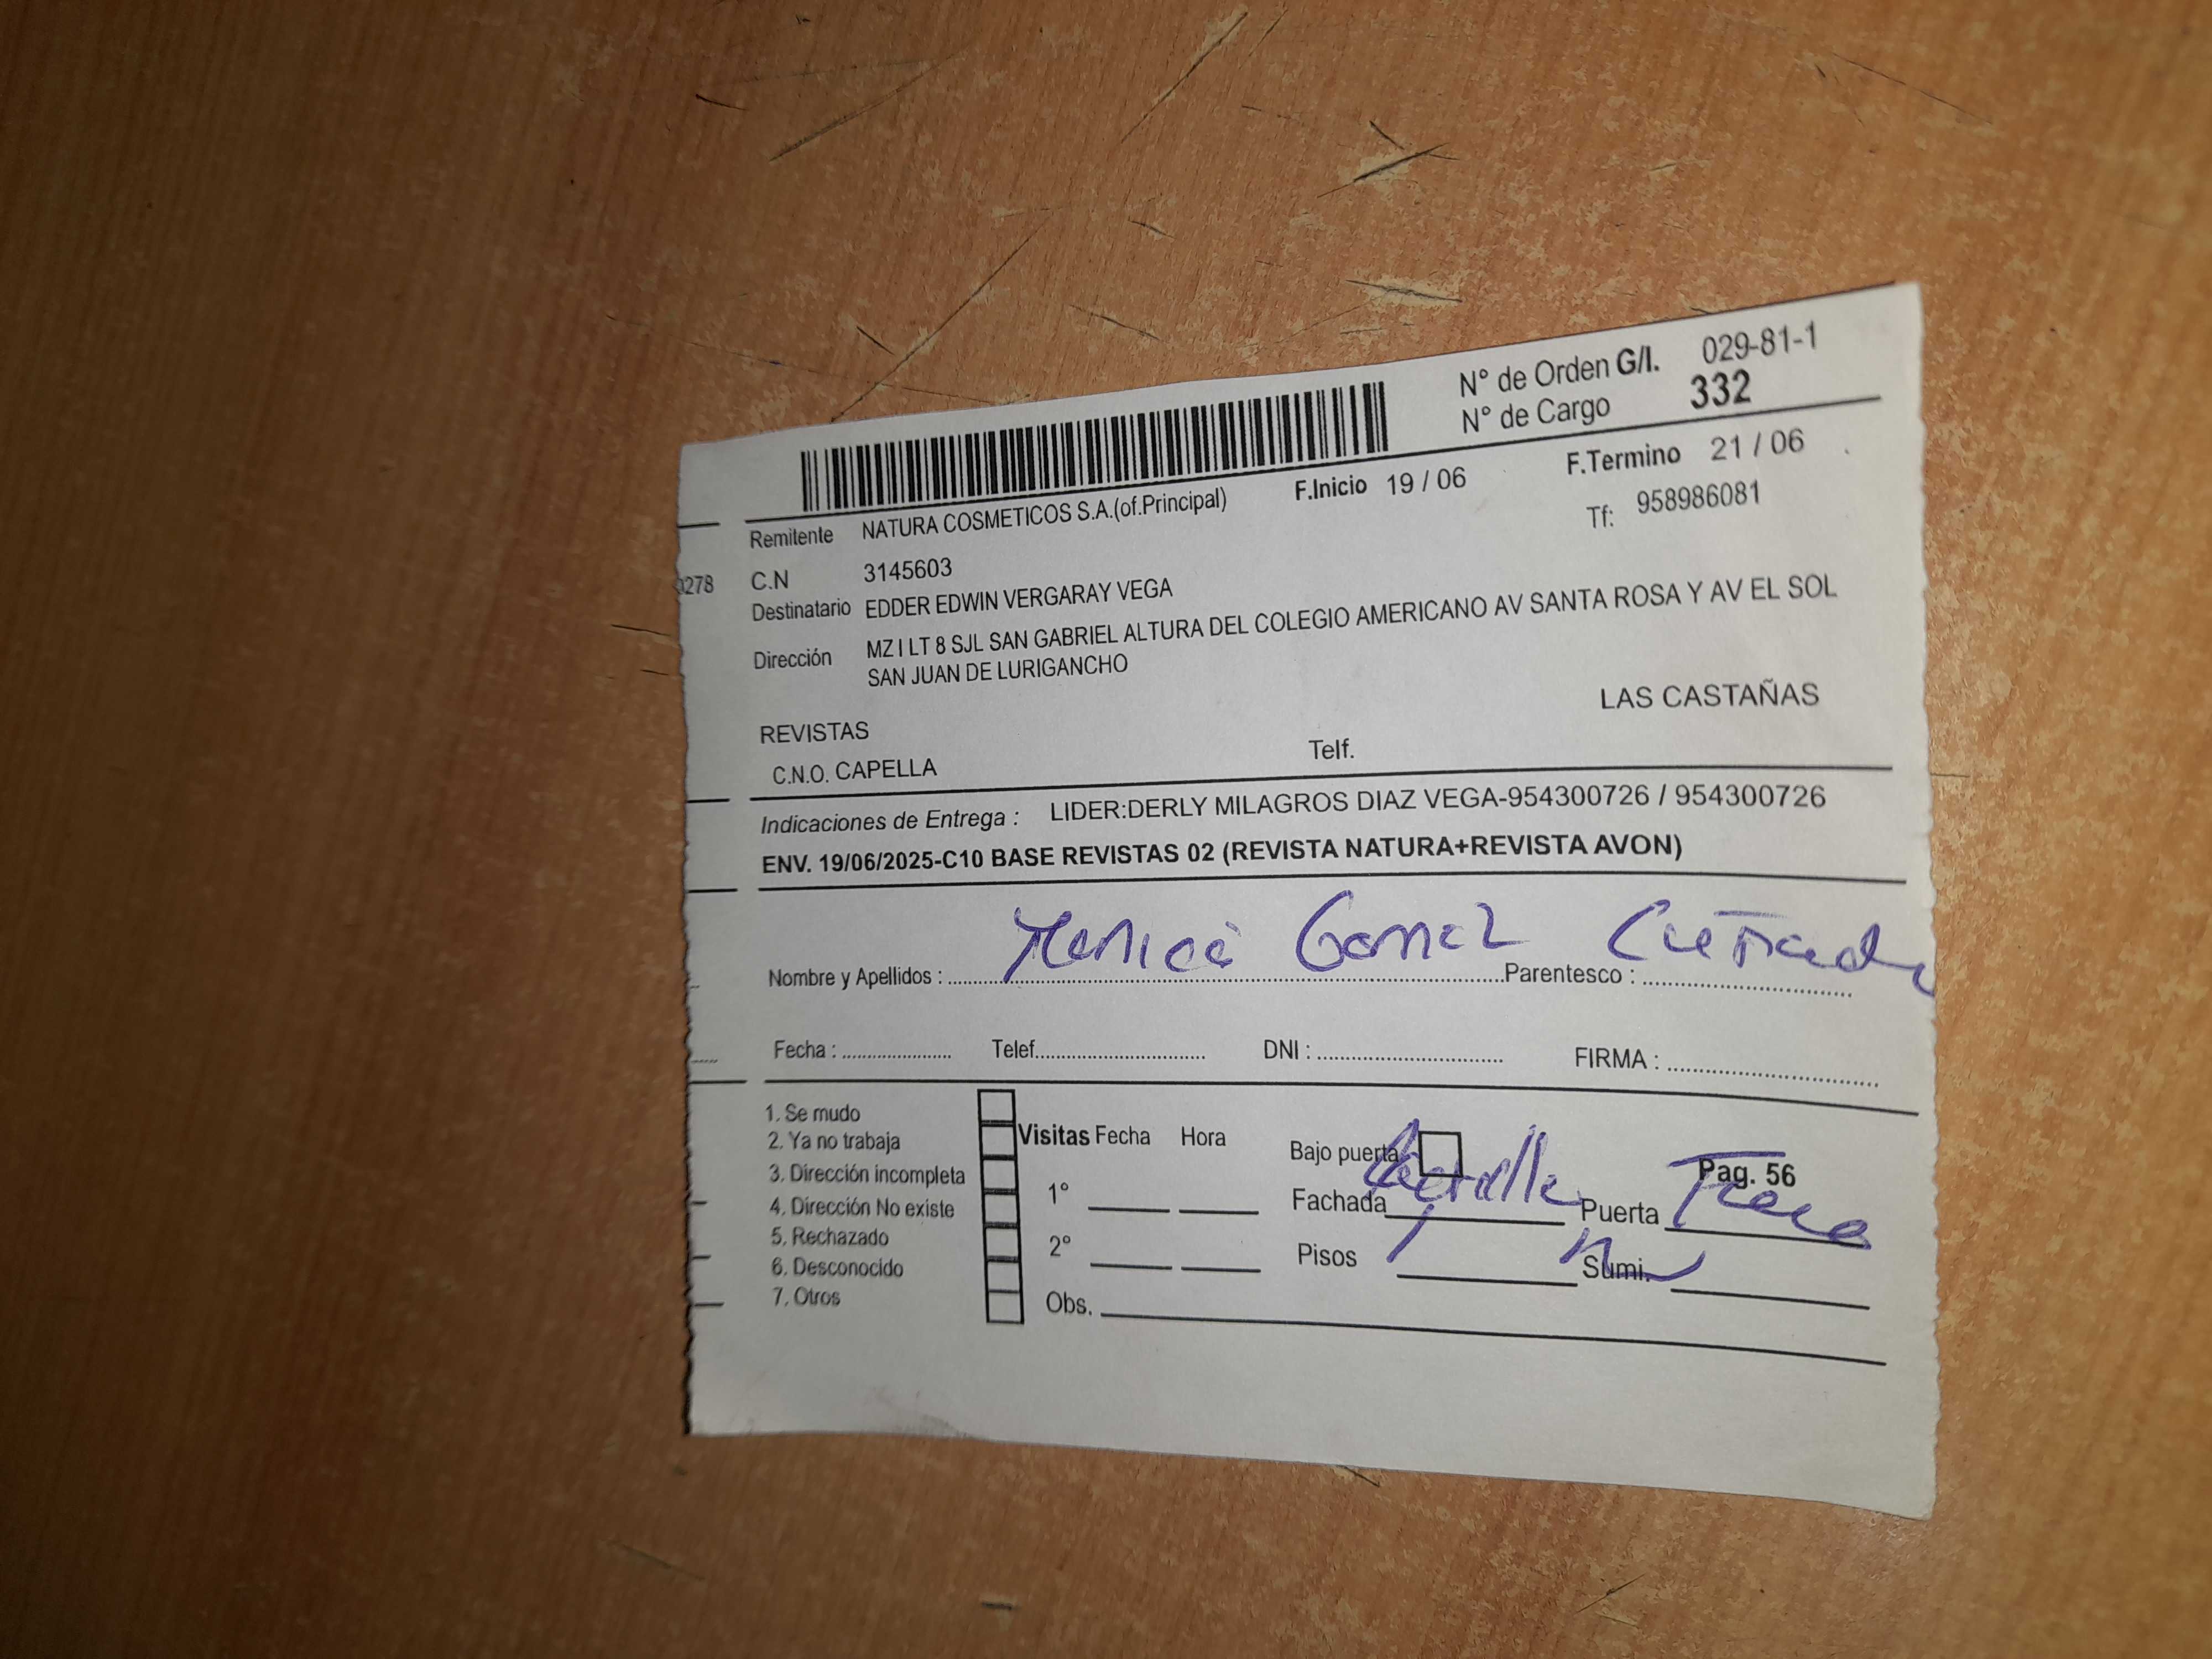 N° de Orden G/I. 029-81-1
N° de Cargo 332
Remitente NATURA COSMETICOS S.A.(of.Principal) F.Inicio 19 / 06 F.Termino 21 / 06
Tf: 958986081
0278 C.N 3145603
Destinatario EDDER EDWIN VERGARAY VEGA
Dirección MZ I LT 8 SJL SAN GABRIEL ALTURA DEL COLEGIO AMERICANO AV SANTA ROSA Y AV EL SOL
SAN JUAN DE LURIGANCHO
LAS CASTAÑAS
REVISTAS
C.N.O. CAPELLA Telf.
Indicaciones de Entrega : LIDER:DERLY MILAGROS DIAZ VEGA-954300726 / 954300726
ENV. 19/06/2025-C10 BASE REVISTAS 02 (REVISTA NATURA+REVISTA AVON)
Nombre y Apellidos : Gomez Parentesco : Cuñada
Fecha : Telef. DNI : FIRMA :
1. Se mudo
2. Ya no trabaja
3. Dirección incompleta
4. Dirección No existe
5. Rechazado
6. Desconocido
7. Otros
Visitas Fecha Hora
1°
2°
Obs.
Bajo puerta Pag. 56
Fachada Puerta
Pisos 1 Sumi.